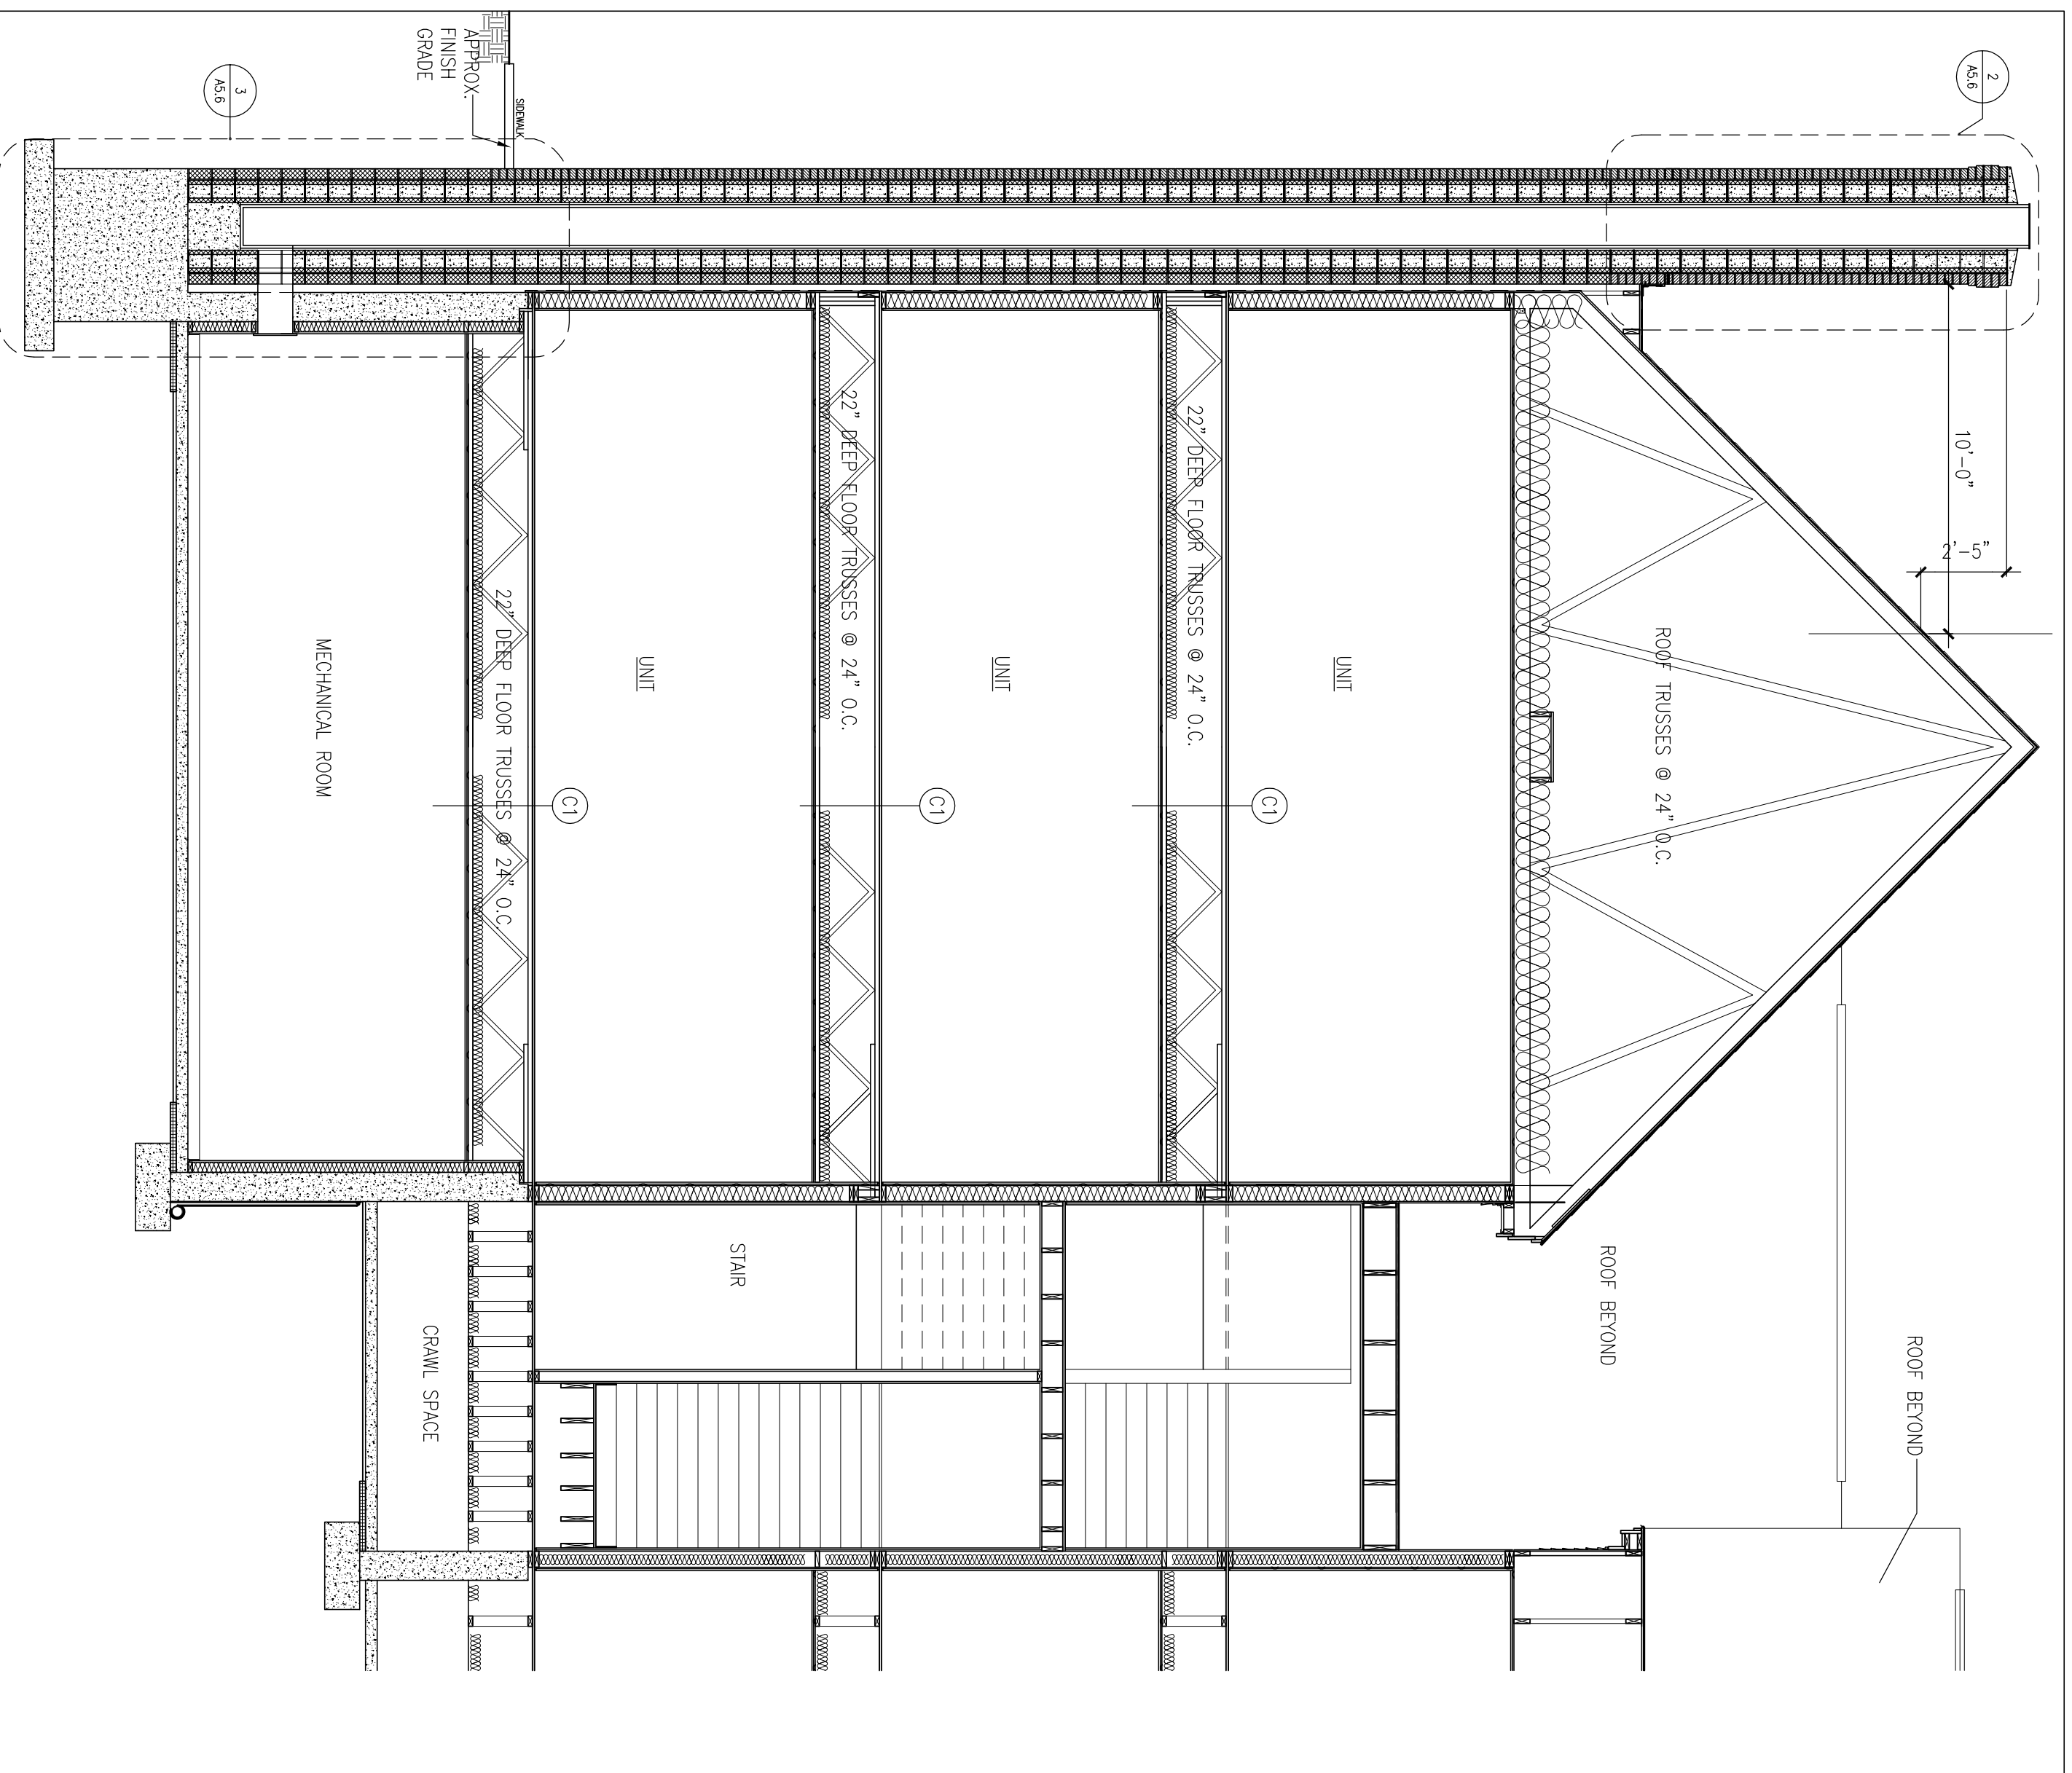 2
A5.6
ROOF BEYOND
10'-0"
2'-5"
ROOF TRUSSES @ 24" O.C.
ROOF BEYOND
UNIT
C1
22" DEEP FLOOR TRUSSES @ 24" O.C.
UNIT
C1
22" DEEP FLOOR TRUSSES @ 24" O.C.
STAIR
UNIT
C1
SIDEWALK
22" DEEP FLOOR TRUSSES @ 24" O.C.
APPROX.
FINISH
GRADE
CRAWL SPACE
MECHANICAL ROOM
3
A5.6